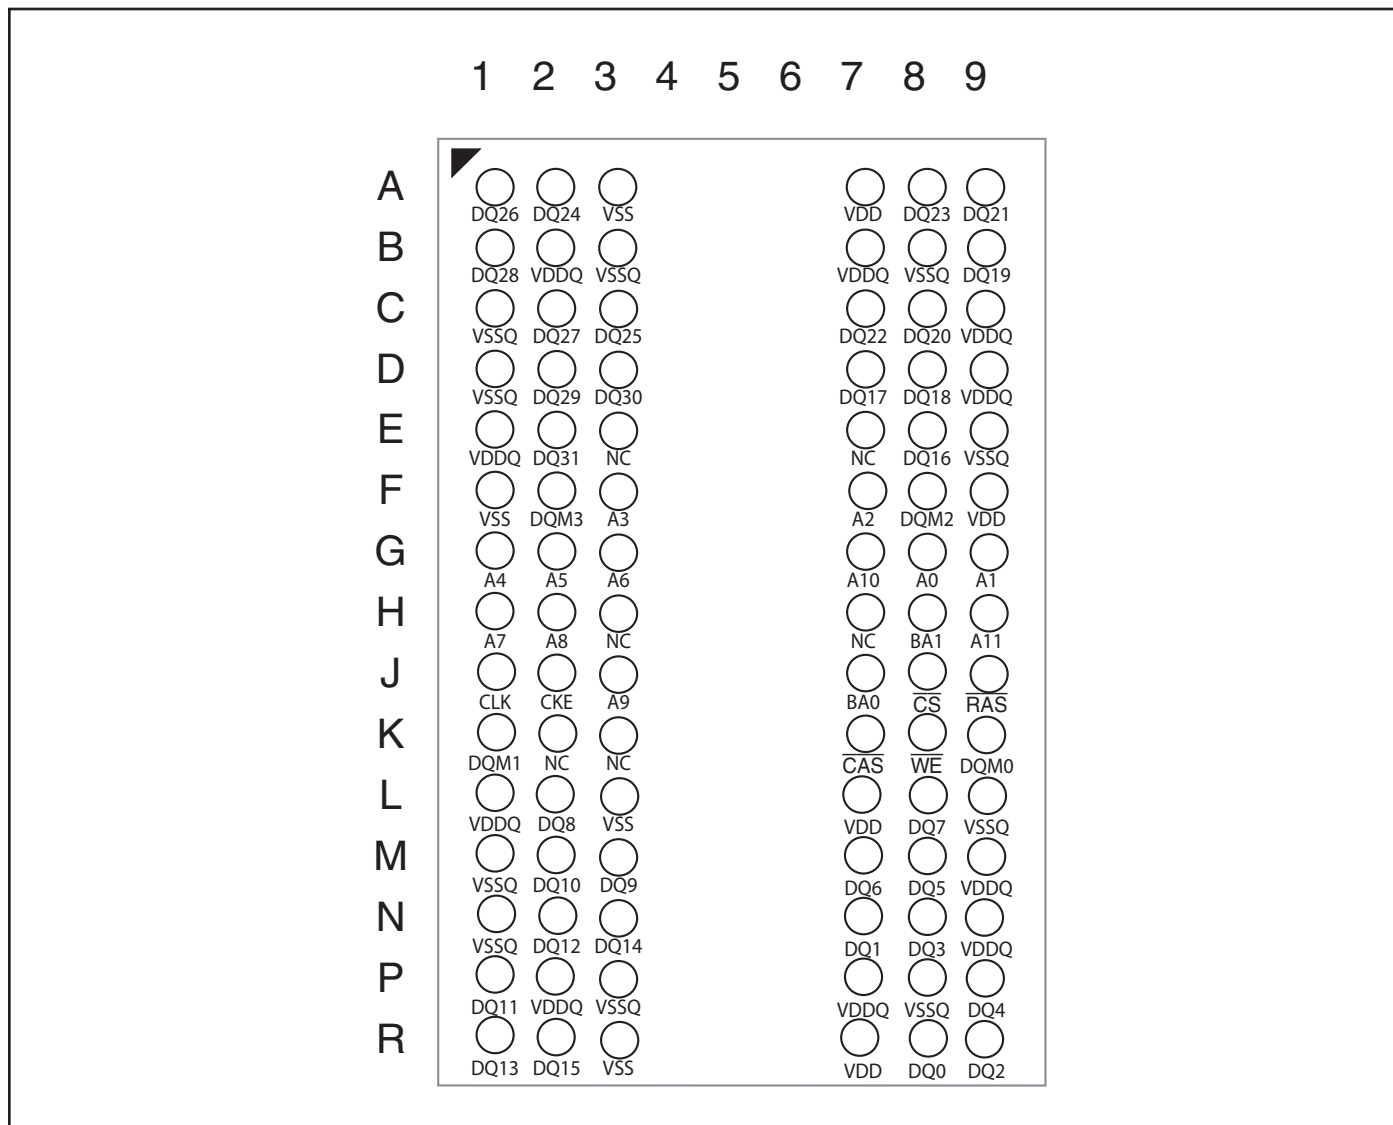 1 2 3 4 5 6 7 8 9
A
DQ26 DQ24 VSS VDD DQ23 DQ21
B
DQ28 VDDQ VSSQ VDDQ VSSQ DQ19
C
VSSQ DQ27 DQ25 DQ22 DQ20 VDDQ
D
VSSQ DQ29 DQ30 DQ17 DQ18 VDDQ
E
VDDQ DQ31 NC NC DQ16 VSSQ
F
VSS DQM3 A3 A2 DQM2 VDD
G
A4 A5 A6 A10 A0 A1
H
A7 A8 NC NC BA1 A11
J
CLK CKE A9 BA0 CS RAS
K
DQM1 NC NC CAS WE DQM0
L
VDDQ DQ8 VSS VDD DQ7 VSSQ
M
VSSQ DQ10 DQ9 DQ6 DQ5 VDDQ
N
VSSQ DQ12 DQ14 DQ1 DQ3 VDDQ
P
DQ11 VDDQ VSSQ VDDQ VSSQ DQ4
R
DQ13 DQ15 VSS VDD DQ0 DQ2